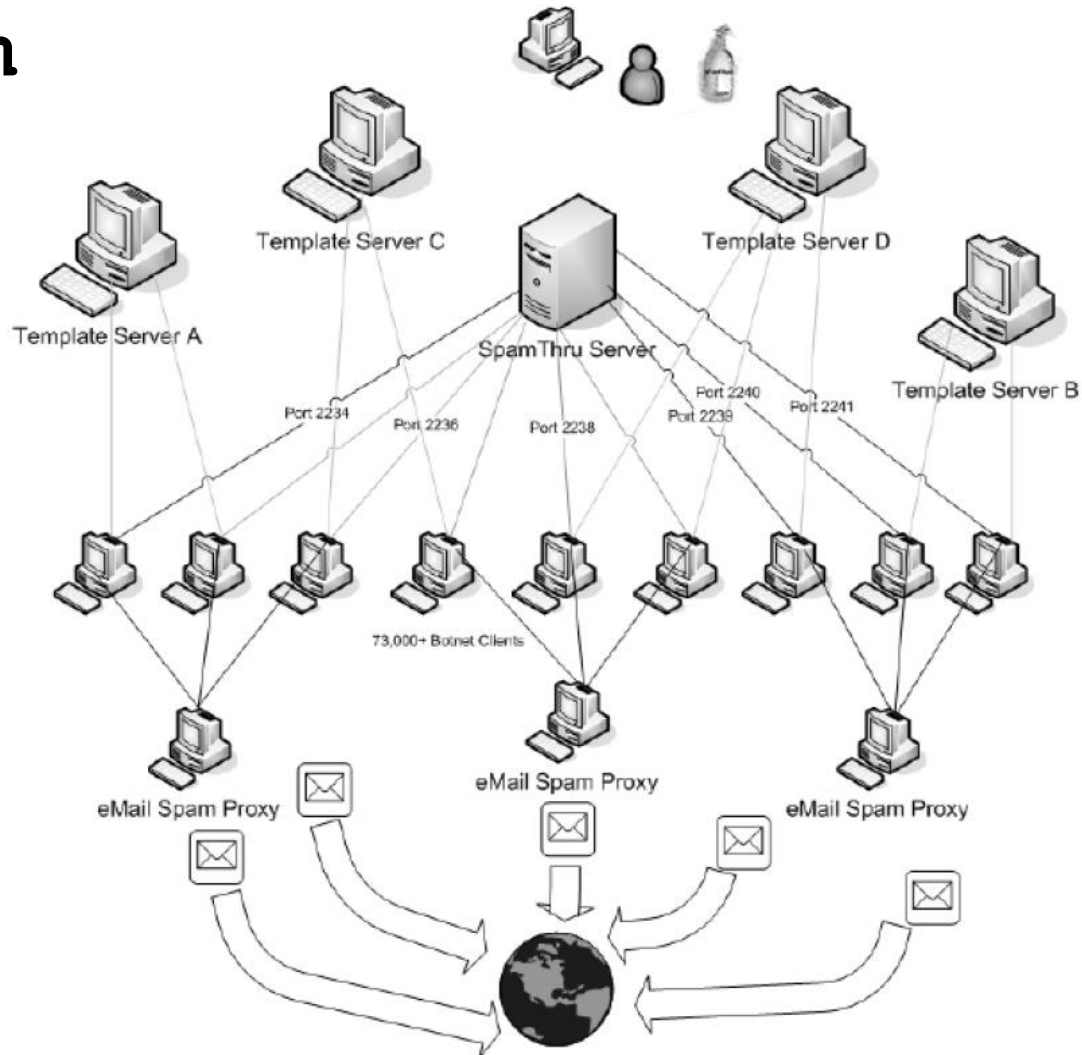 n
Template Server C
Template Server D
Template Server A
SpamThru Server
Template Server B
Port 2234
Port 2236
Port 2238
Port 2240
Port 2239
Port 2241
73,000+ Botnet Clients
eMail Spam Proxy
eMail Spam Proxy
eMail Spam Proxy